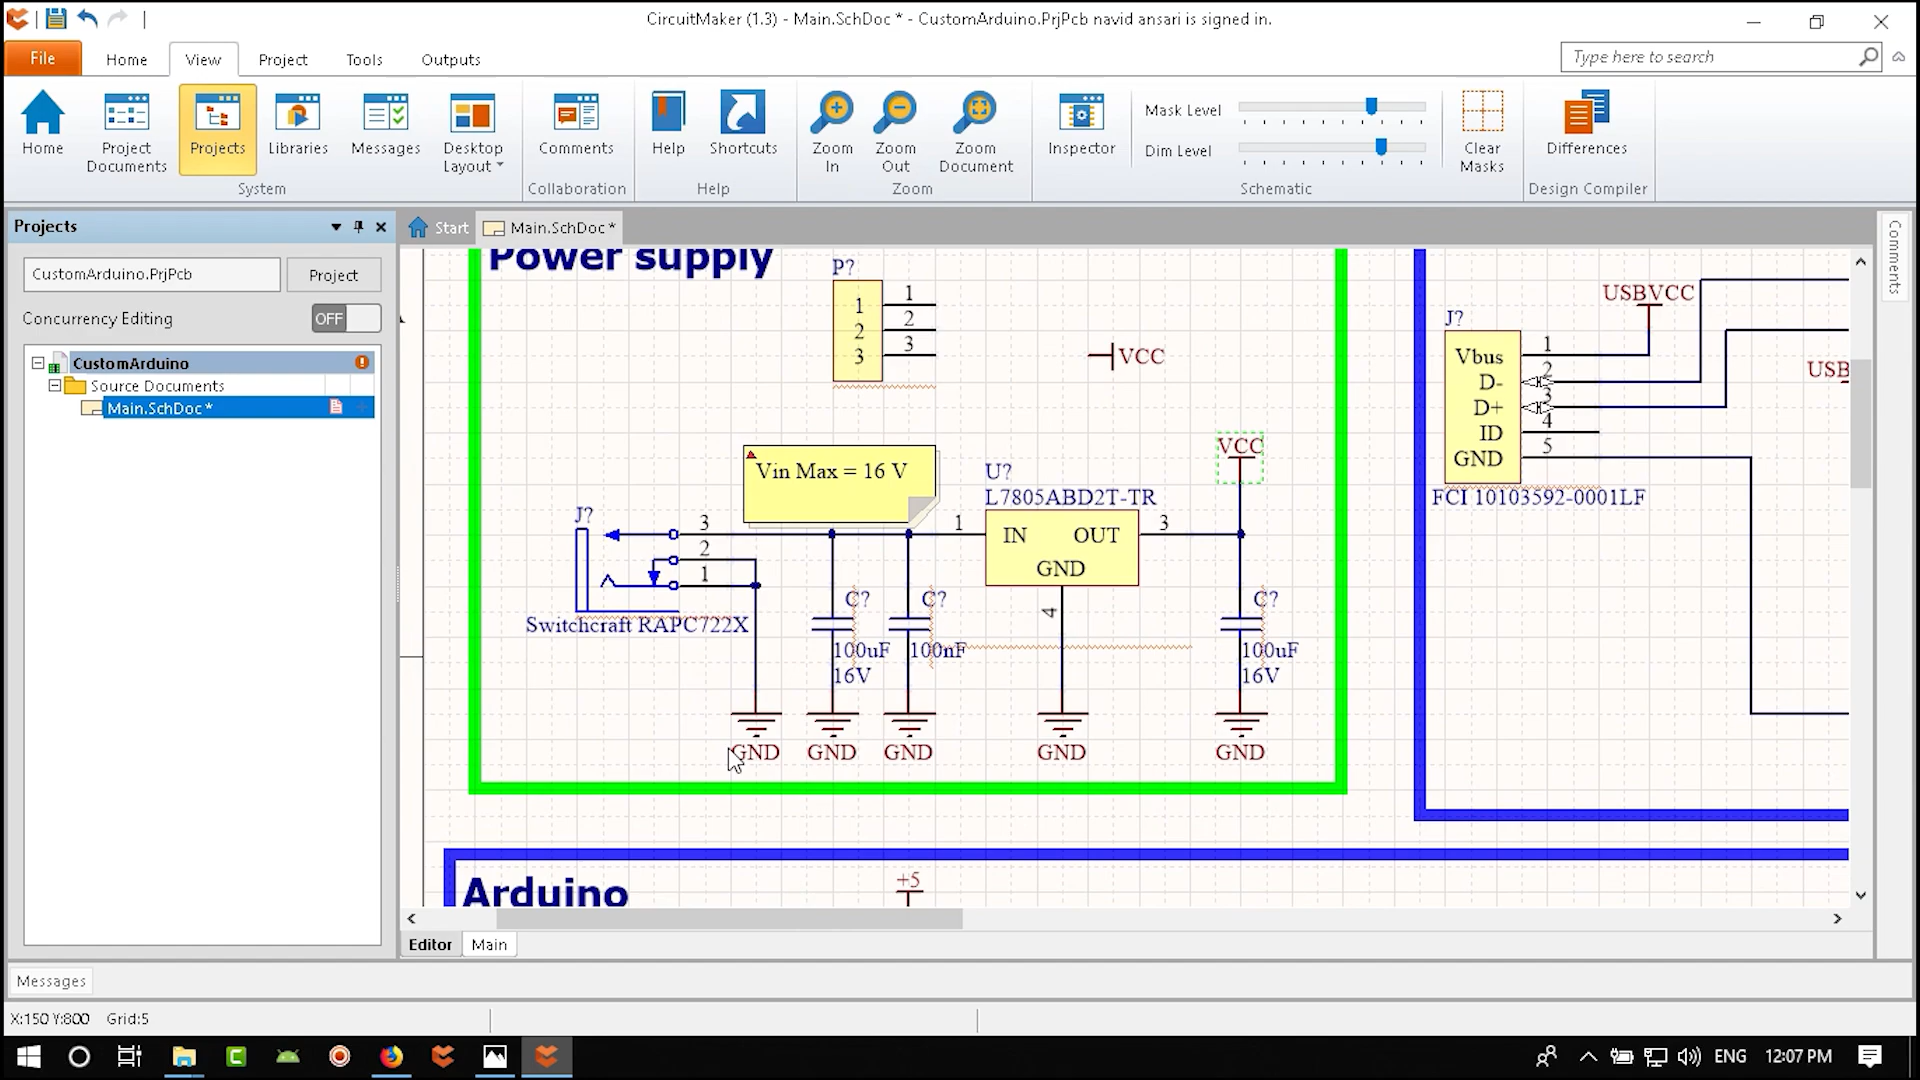 CircuitMaker (1.3) - Main.SchDoc * - CustomArduino.PrjPcb navid ansari is signed in.
File
Home
View
Project
Tools
Outputs
Type here to search
Home
Project Documents
Projects
Libraries
Messages
Desktop Layout
Comments
Help
Shortcuts
Zoom In
Zoom Out
Zoom Document
Inspector
Mask Level
Dim Level
Clear Masks
Differences
System
Collaboration
Help
Zoom
Schematic
Design Compiler
Projects
Start
Main.SchDoc *
Comments
CustomArduino.PrjPcb
Project
Concurrency Editing
OFF
CustomArduino
Source Documents
Main.SchDoc *
Power supply
P?
1 1
2 2
3 3
VCC
Vin Max = 16 V
U?
L7805ABD2T-TR
VCC
J?
3
2
1
Switchcraft RAPC722X
1
IN
OUT
GND
3
4
C?
100uF
16V
C?
100nF
C?
100uF
16V
GND
GND
GND
GND
GND
USBVCC
USB
J?
Vbus 1
D- 2
D+ 3
ID 4
GND 5
FCI 10103592-0001LF
Arduino
+5
Editor
Main
Messages
X:150 Y:800 Grid:5
ENG
12:07 PM